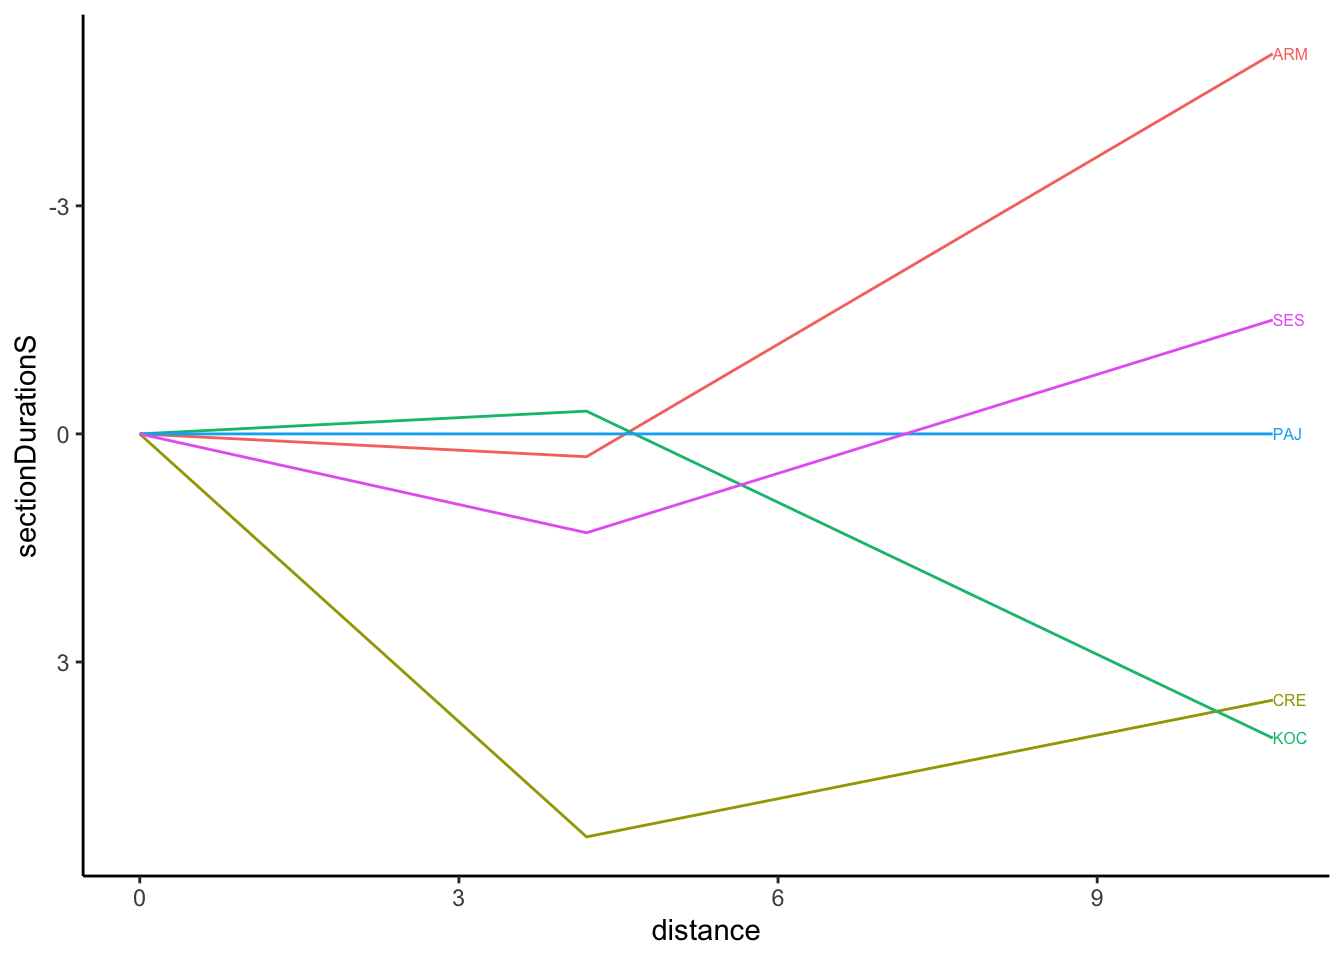 ARM
-3
SES
sectionDurationS
0
PAJ
3
CRE
KOC
0 3 6 9
distance